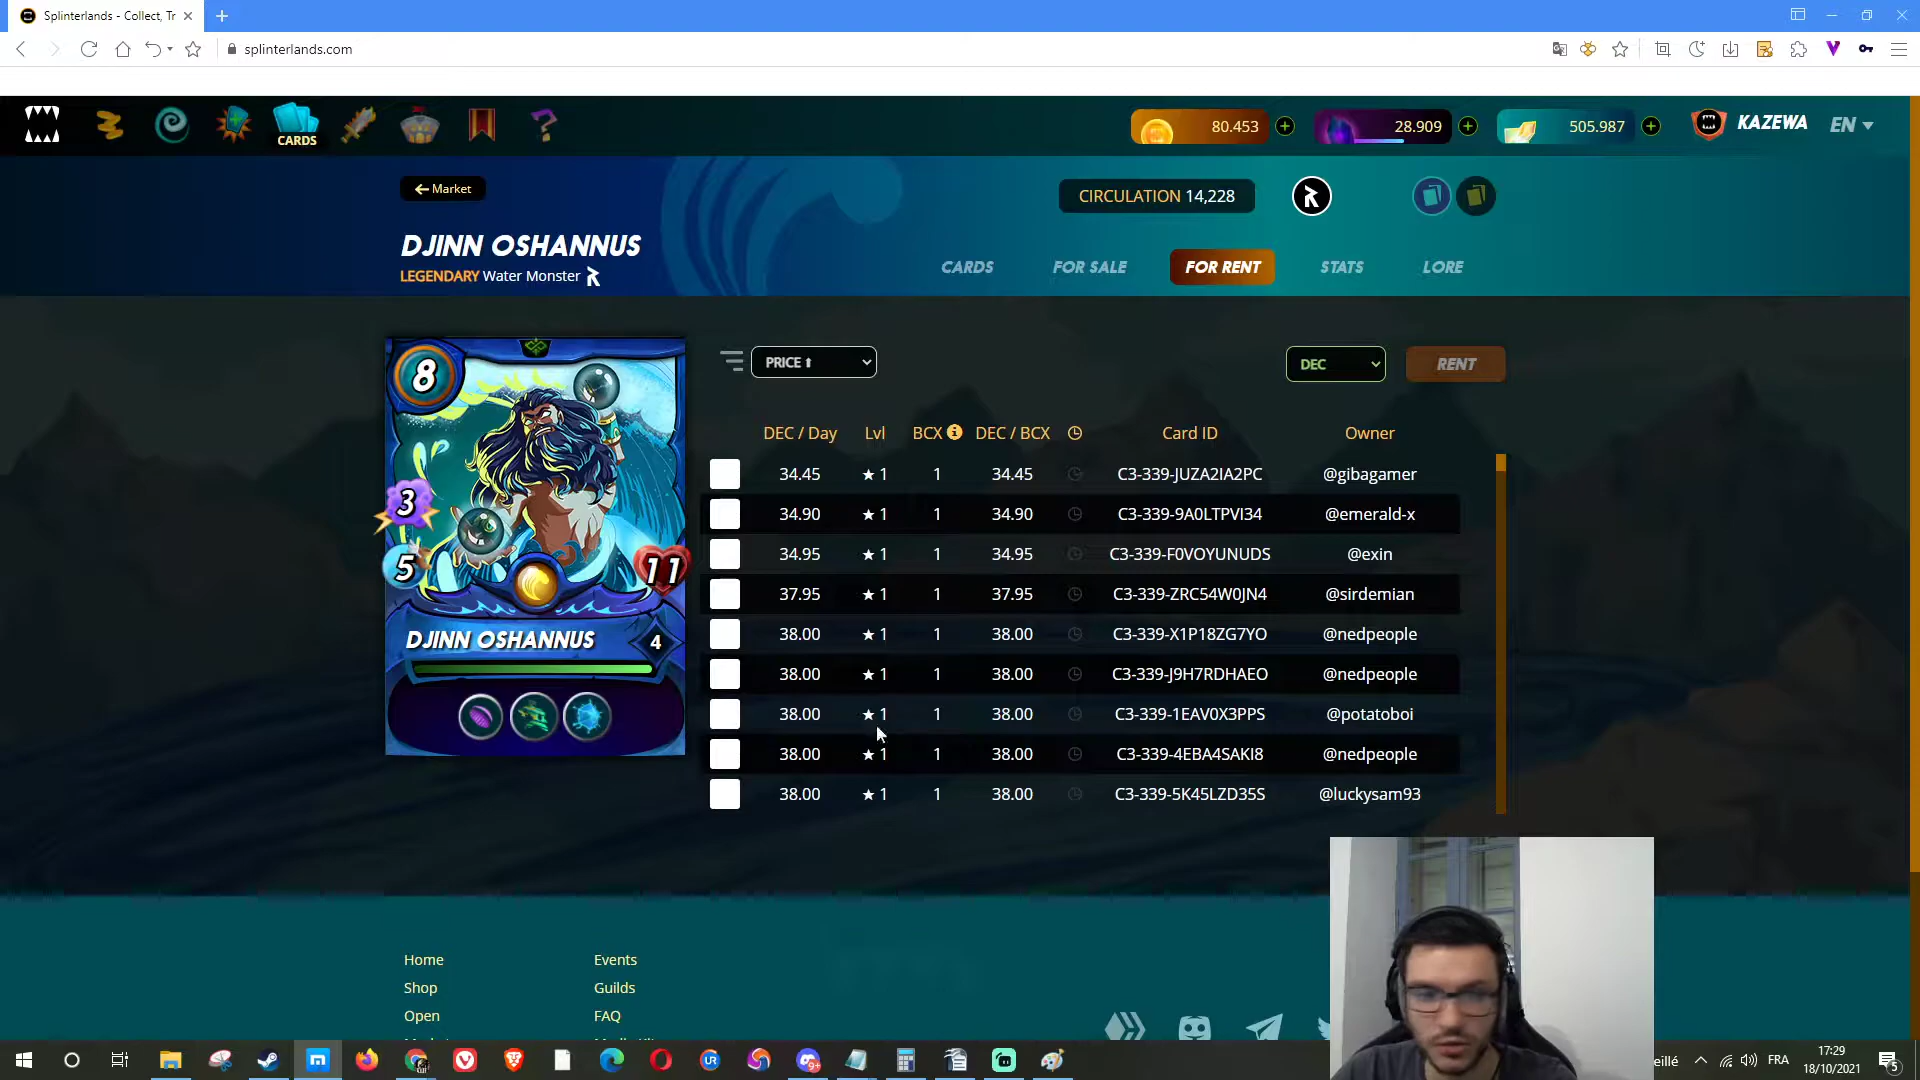 Splinterlands - Collect, Tr
splinterlands.com
CARDS
80.453
28.909
505.987
KAZEWA
EN
Market
CIRCULATION 14,228
DJINN OSHANNUS
LEGENDARY Water Monster
CARDS
FOR SALE
FOR RENT
STATS
LORE
8
3
5
11
DJINN OSHANNUS
4
PRICE
DEC
RENT
DEC / Day Lvl BCX DEC / BCX Card ID Owner
34.45 ★ 1 1 34.45 C3-339-JUZA2IA2PC @gibagamer
34.90 ★ 1 1 34.90 C3-339-9A0LTPVI34 @emerald-x
34.95 ★ 1 1 34.95 C3-339-F0VOYUNUDS @exin
37.95 ★ 1 1 37.95 C3-339-ZRC54W0JN4 @sirdemian
38.00 ★ 1 1 38.00 C3-339-X1P18ZG7YO @nedpeople
38.00 ★ 1 1 38.00 C3-339-J9H7RDHAEO @nedpeople
38.00 ★ 1 1 38.00 C3-339-1EAV0X3PPS @potatoboi
38.00 ★ 1 1 38.00 C3-339-4EBA4SAKI8 @nedpeople
38.00 ★ 1 1 38.00 C3-339-5K45LZD35S @luckysam93
Home
Events
Shop
Guilds
Open
FAQ
eillé
FRA
17:29
18/10/2021
5